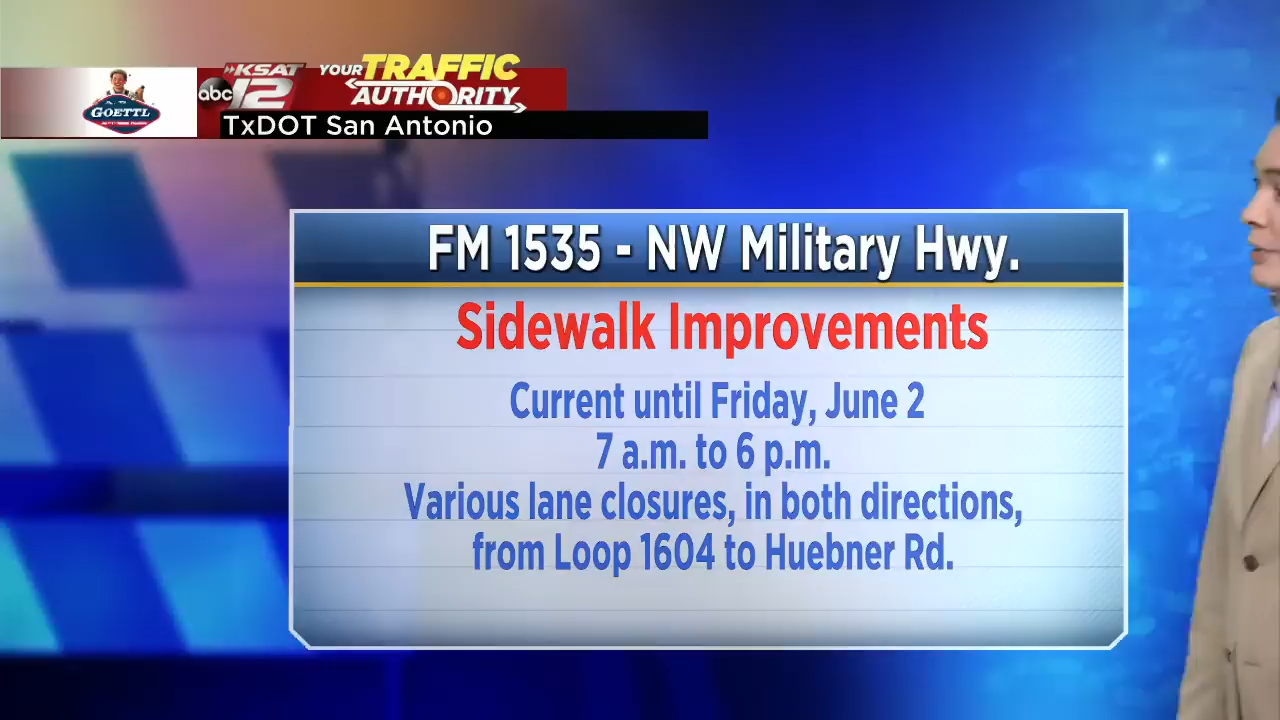 GOETTL
abc KSAT 12
YOUR TRAFFIC
AUTHORITY
TxDOT San Antonio
FM 1535 - NW Military Hwy.
Sidewalk Improvements
Current until Friday, June 2
7 a.m. to 6 p.m.
Various lane closures, in both directions,
from Loop 1604 to Huebner Rd.